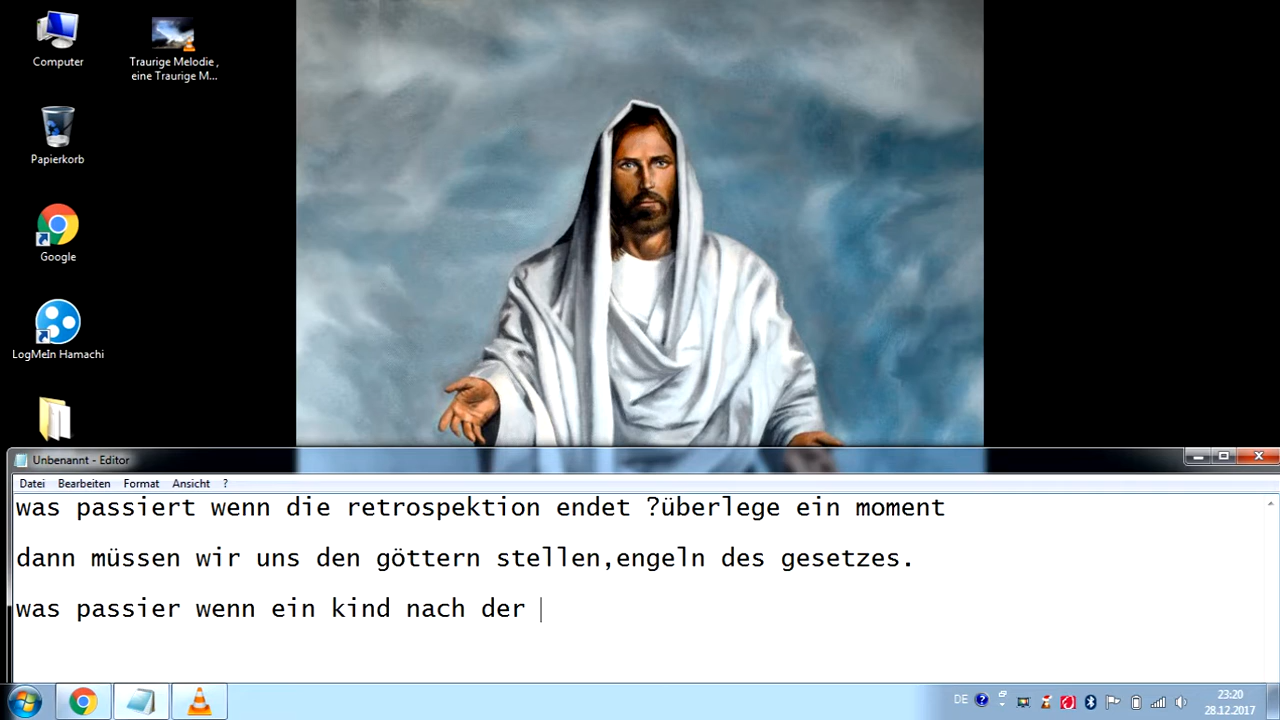 Computer
Traurige Melodie ,
eine Traurige M...
Papierkorb
Google
LogMeIn Hamachi
Unbenannt - Editor
Datei Bearbeiten Format Ansicht ?
was passiert wenn die retrospektion endet ?überlege ein moment
dann müssen wir uns den göttern stellen,engeln des gesetzes.
was passier wenn ein kind nach der
DE
23:20
28.12.2017